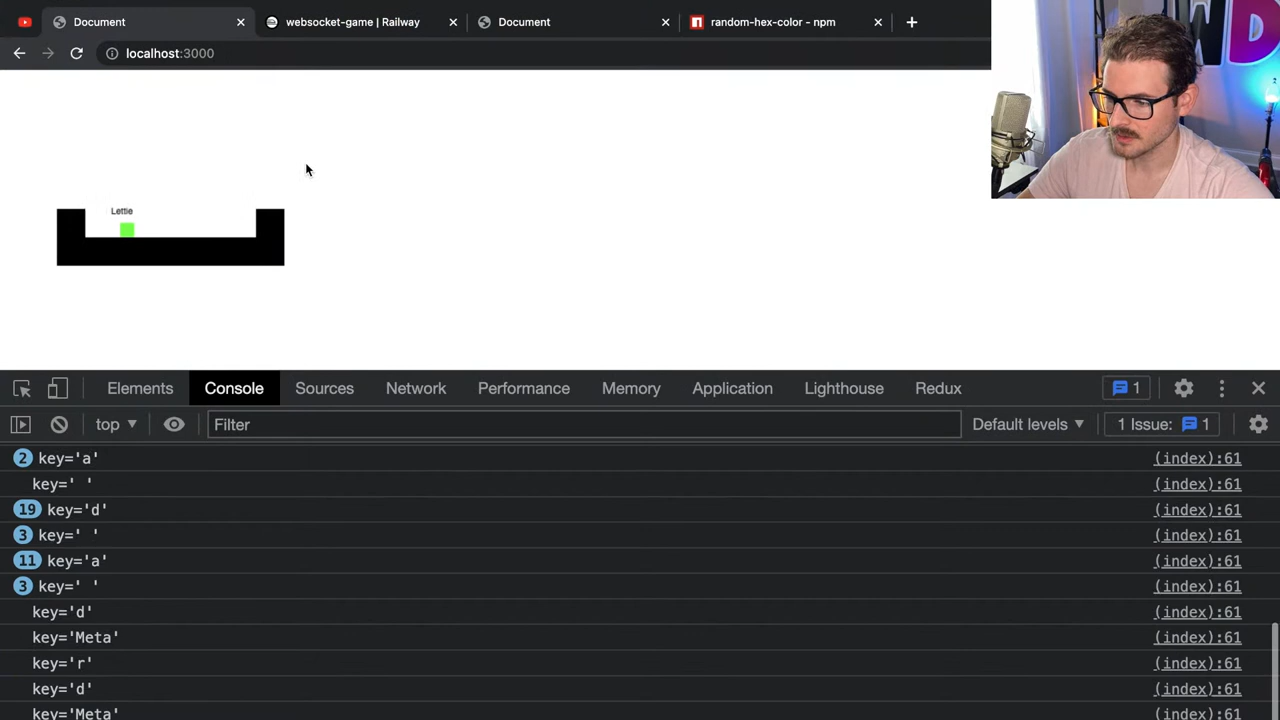 Document
websocket-game | Railway
Document
random-hex-color - npm
localhost:3000
Lettie
Elements
Console
Sources
Network
Performance
Memory
Application
Lighthouse
Redux
1
top
Filter
Default levels
1 Issue: 1
2 key='a' (index):61
key=' ' (index):61
19 key='d' (index):61
3 key=' ' (index):61
11 key='a' (index):61
3 key=' ' (index):61
key='d' (index):61
key='Meta' (index):61
key='r' (index):61
key='d' (index):61
key='Meta' (index):61